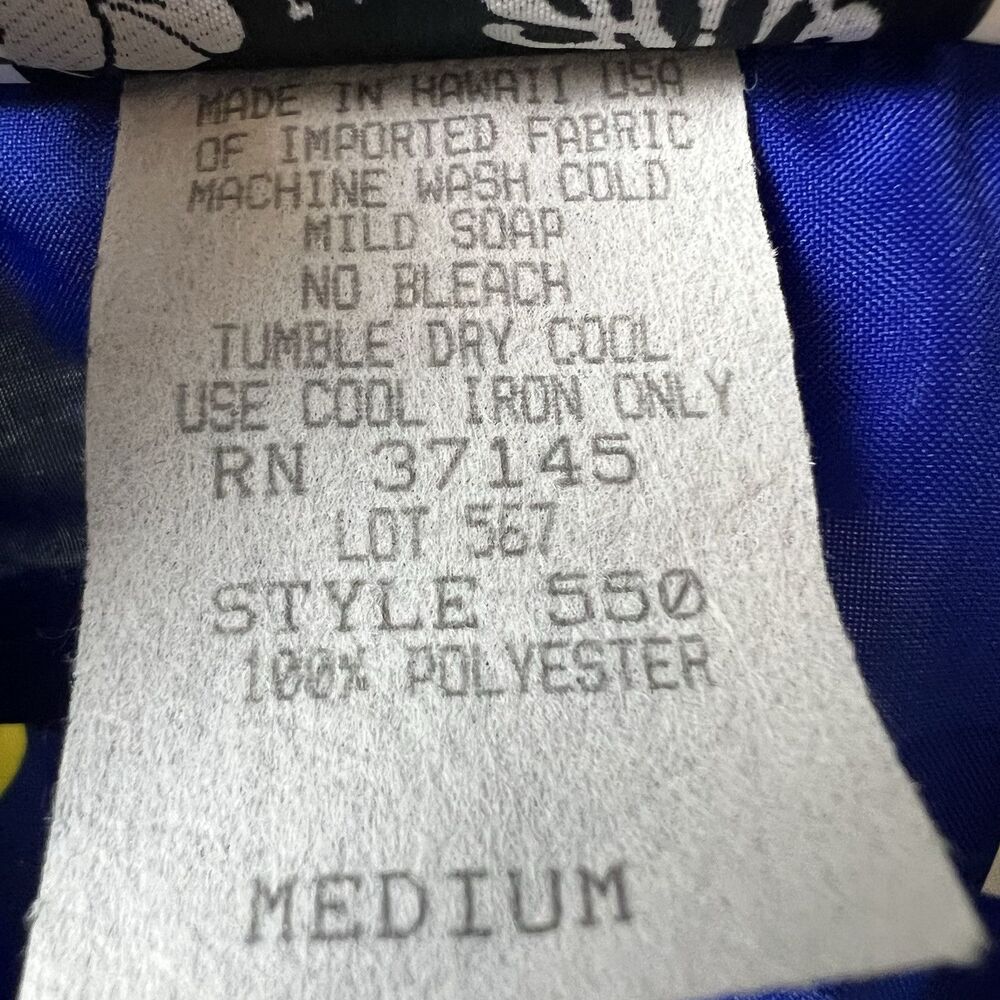 MADE IN HAWAII USA
OF IMPORTED FABRIC
MACHINE WASH COLD
MILD SOAP
NO BLEACH
TUMBLE DRY COOL
USE COOL IRON ONLY
RN 37145
LOT 567
STYLE 550
100% POLYESTER
MEDIUM